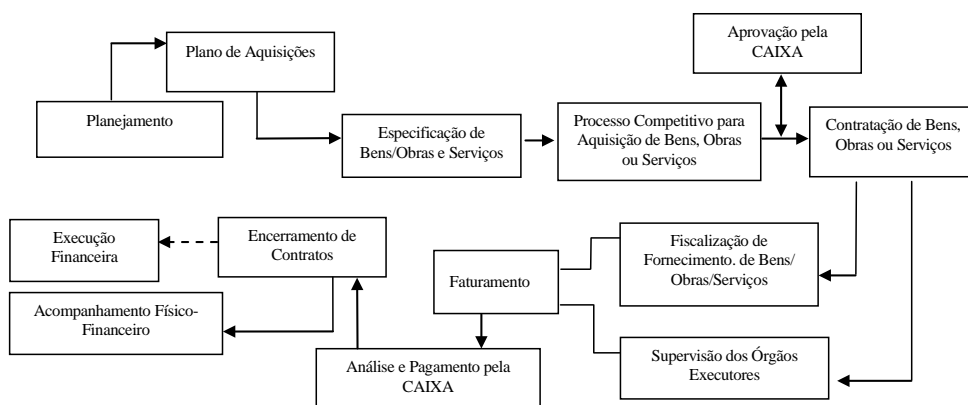 Planejamento
Plano de Aquisições
Especificação de
Bens/Obras e Serviços
Processo Competitivo para
Aquisição de Bens, Obras
ou Serviços
Aprovação pela
CAIXA
Contratação de Bens,
Obras ou Serviços
Fiscalização de
Fornecimento. de Bens/
Obras/Serviços
Supervisão dos Órgãos
Executores
Faturamento
Análise e Pagamento pela
CAIXA
Encerramento de
Contratos
Execução
Financeira
Acompanhamento Físico-
Financeiro